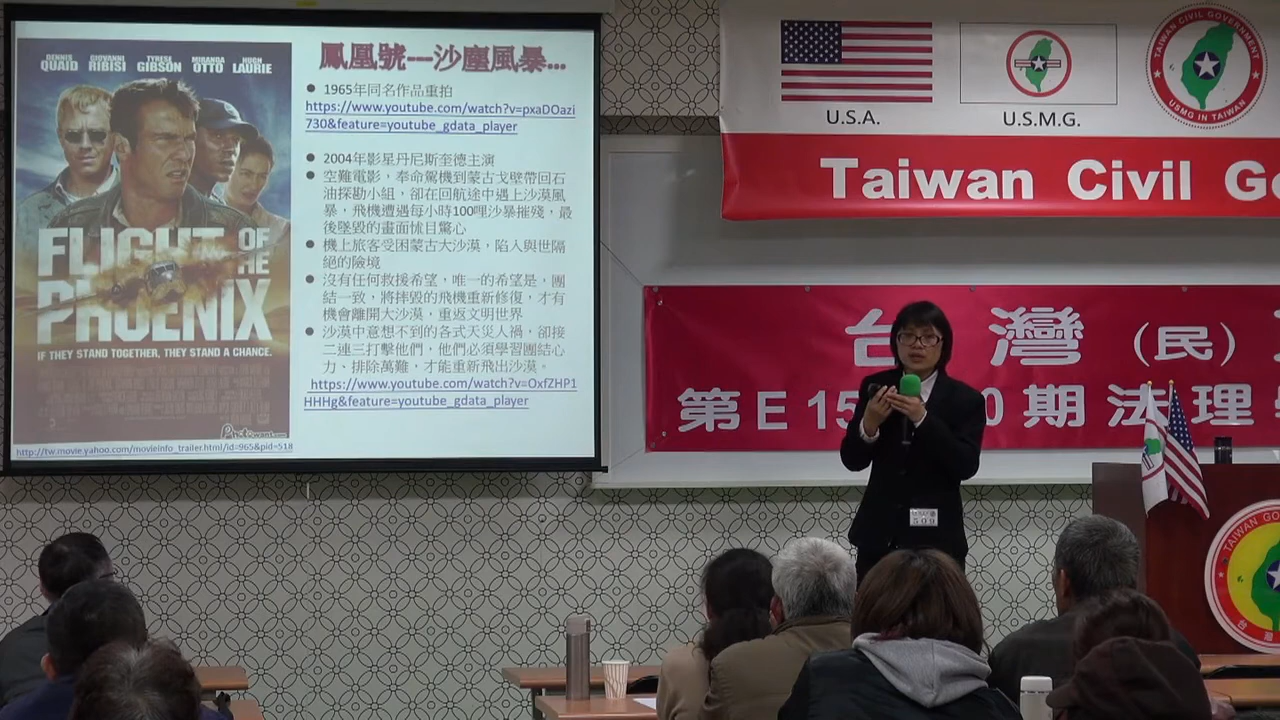 DENNIS QUAID GIOVANNI RIBISI TYRESE GIBSON MIRANDA OTTO HUGH LAURIE
FLIGHT OF THE
PHOENIX
IF THEY STAND TOGETHER, THEY STAND A CHANCE.
http://tw.movie.yahoo.com/movieinfo_trailer.html/id=965&pid=518
鳳凰號—沙塵風暴...
1965年同名作品重拍
https://www.youtube.com/watch?v=pxaDOazi
730&feature=youtube_gdata_player
2004年影星丹尼斯奎德主演
空難電影，奉命駕機到蒙古戈壁帶回石
油探勘小組，卻在回航途中遇上沙漠風
暴，飛機遭遇每小時100哩沙暴摧殘，最
後墜毀的畫面怵目驚心
機上旅客受困蒙古大沙漠，陷入與世隔
絕的險境
沒有任何救援希望，唯一的希望是，團
結一致，將摔毀的飛機重新修復，才有
機會離開大沙漠，重返文明世界
沙漠中意想不到的各式天災人禍，卻接
二連三打擊他們，他們必須學習團結心
力、排除萬難，才能重新飛出沙漠。
https://www.youtube.com/watch?v=OxfZHP1
HHHg&feature=youtube_gdata_player
U.S.A.
U.S.M.G.
TAIWAN CIVIL GOVERNMENT
USMG IN TAIWAN
Taiwan Civil Go
台灣(民)
第E15 0期法理
509
TAIWAN GO
台灣